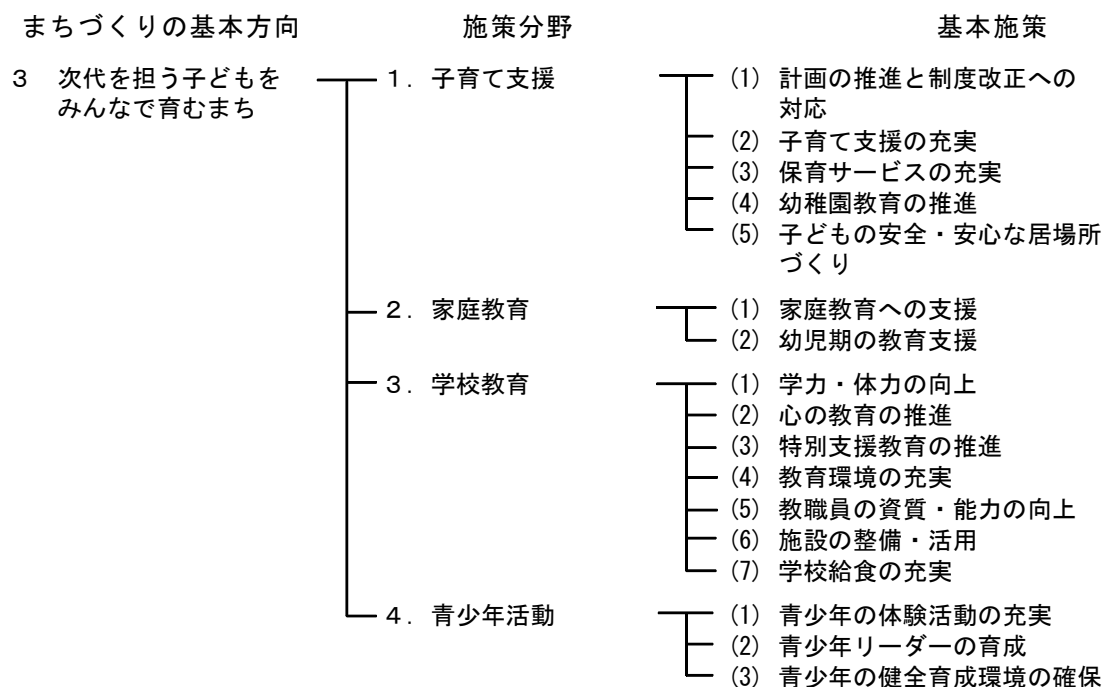 まちづくりの基本方向 施策分野 基本施策
3 次代を担う子どもを 1. 子育て支援 (1) 計画の推進と制度改正への
みんなで育むまち 対応
(2) 子育て支援の充実
(3) 保育サービスの充実
(4) 幼稚園教育の推進
(5) 子どもの安全・安心な居場所
づくり
2. 家庭教育 (1) 家庭教育への支援
(2) 幼児期の教育支援
3. 学校教育 (1) 学力・体力の向上
(2) 心の教育の推進
(3) 特別支援教育の推進
(4) 教育環境の充実
(5) 教職員の資質・能力の向上
(6) 施設の整備・活用
(7) 学校給食の充実
4. 青少年活動 (1) 青少年の体験活動の充実
(2) 青少年リーダーの育成
(3) 青少年の健全育成環境の確保